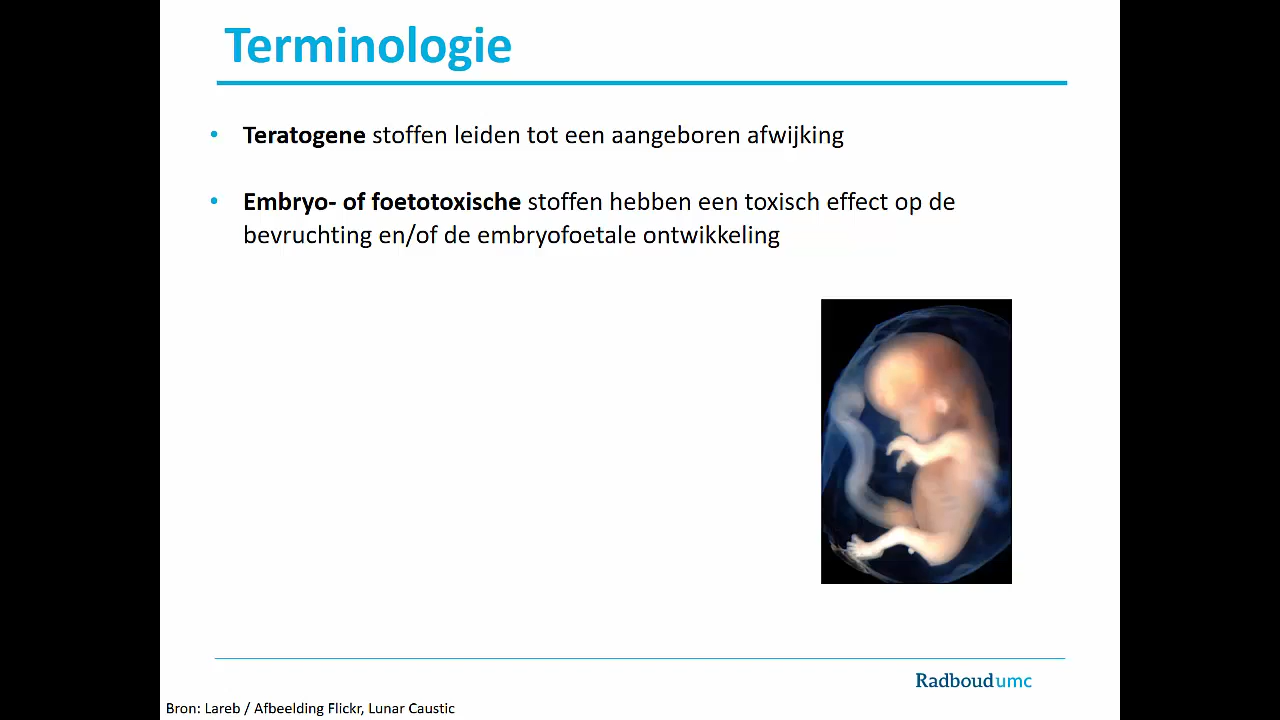 Terminologie
• Teratogene stoffen leiden tot een aangeboren afwijking
• Embryo- of foetotoxische stoffen hebben een toxisch effect op de
bevruchting en/of de embryofoetale ontwikkeling
Radboudumc
Bron: Lareb / Afbeelding Flickr, Lunar Caustic